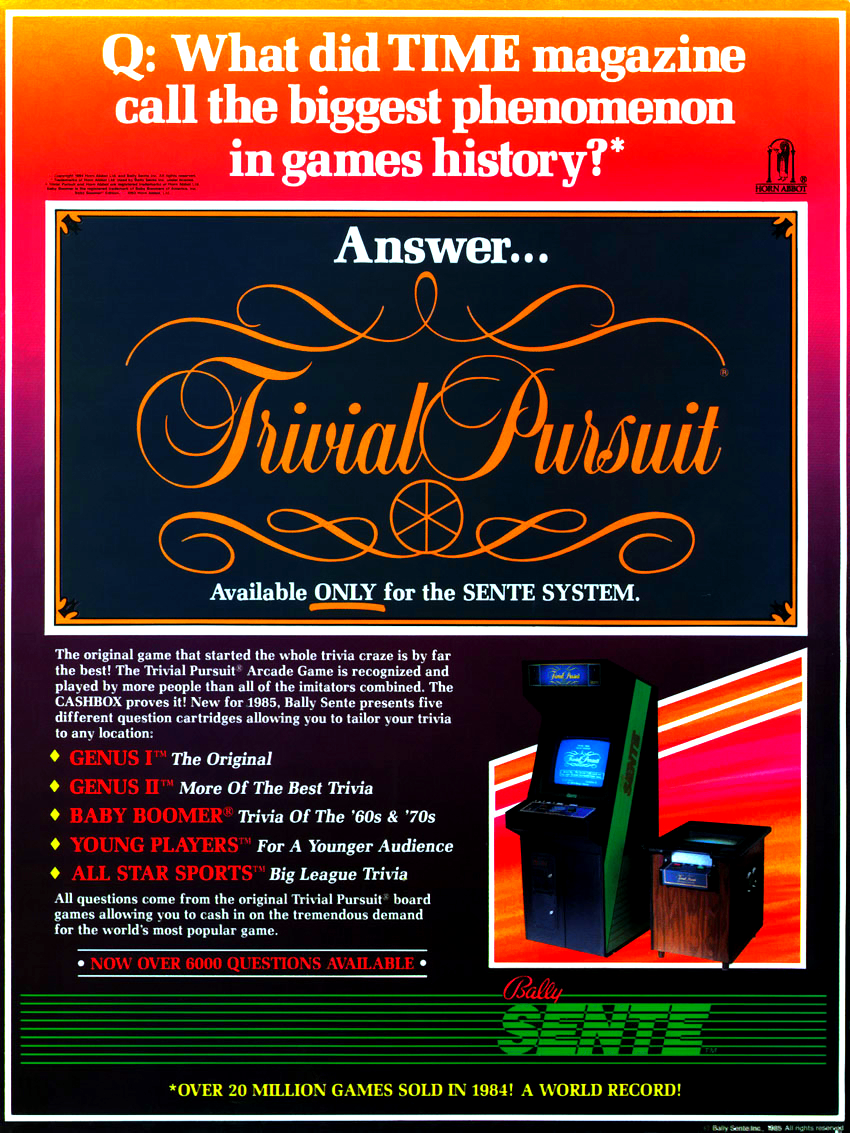 Q: What did TIME magazine
call the biggest phenomenon
in games history?*
HORN ABBOT ®
Answer...
Trivial Pursuit
®
Available ONLY for the SENTE SYSTEM.
The original game that started the whole trivia craze is by far
the best! The Trivial Pursuit® Arcade Game is recognized and
played by more people than all of the imitators combined. The
CASHBOX proves it! New for 1985, Bally Sente presents five
different question cartridges allowing you to tailor your trivia
to any location:
♦ GENUS I™ The Original
♦ GENUS II™ More Of The Best Trivia
♦ BABY BOOMER® Trivia Of The '60s & '70s
♦ YOUNG PLAYERS™ For A Younger Audience
♦ ALL STAR SPORTS™ Big League Trivia
All questions come from the original Trivial Pursuit® board
games allowing you to cash in on the tremendous demand
for the world's most popular game.
• NOW OVER 6000 QUESTIONS AVAILABLE •
Trivial Pursuit
Trivial Pursuit
SENTE
Bally
SENTE™
*OVER 20 MILLION GAMES SOLD IN 1984! A WORLD RECORD!
© Bally Sente Inc., 1985 All rights reserved